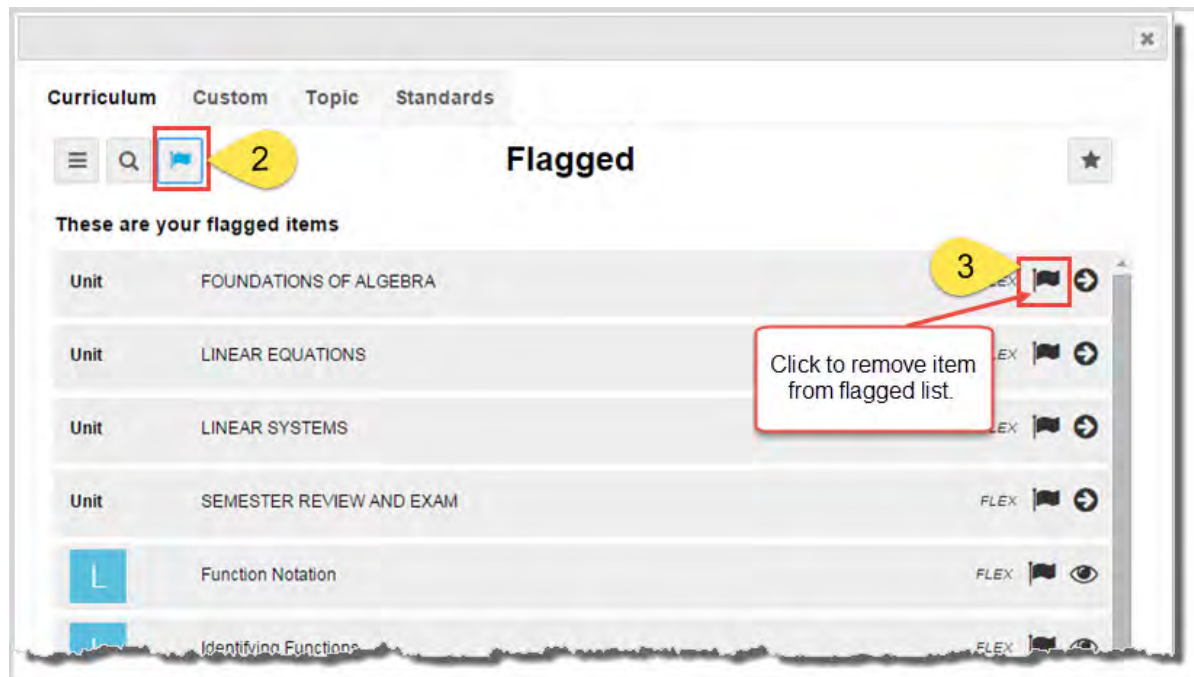 Curriculum Custom Topic Standards
2
Flagged
These are your flagged items
3
Unit FOUNDATIONS OF ALGEBRA
Unit LINEAR EQUATIONS
Click to remove item
from flagged list.
Unit LINEAR SYSTEMS
Unit SEMESTER REVIEW AND EXAM FLEX
L Function Notation FLEX
Identifying Functions FLEX